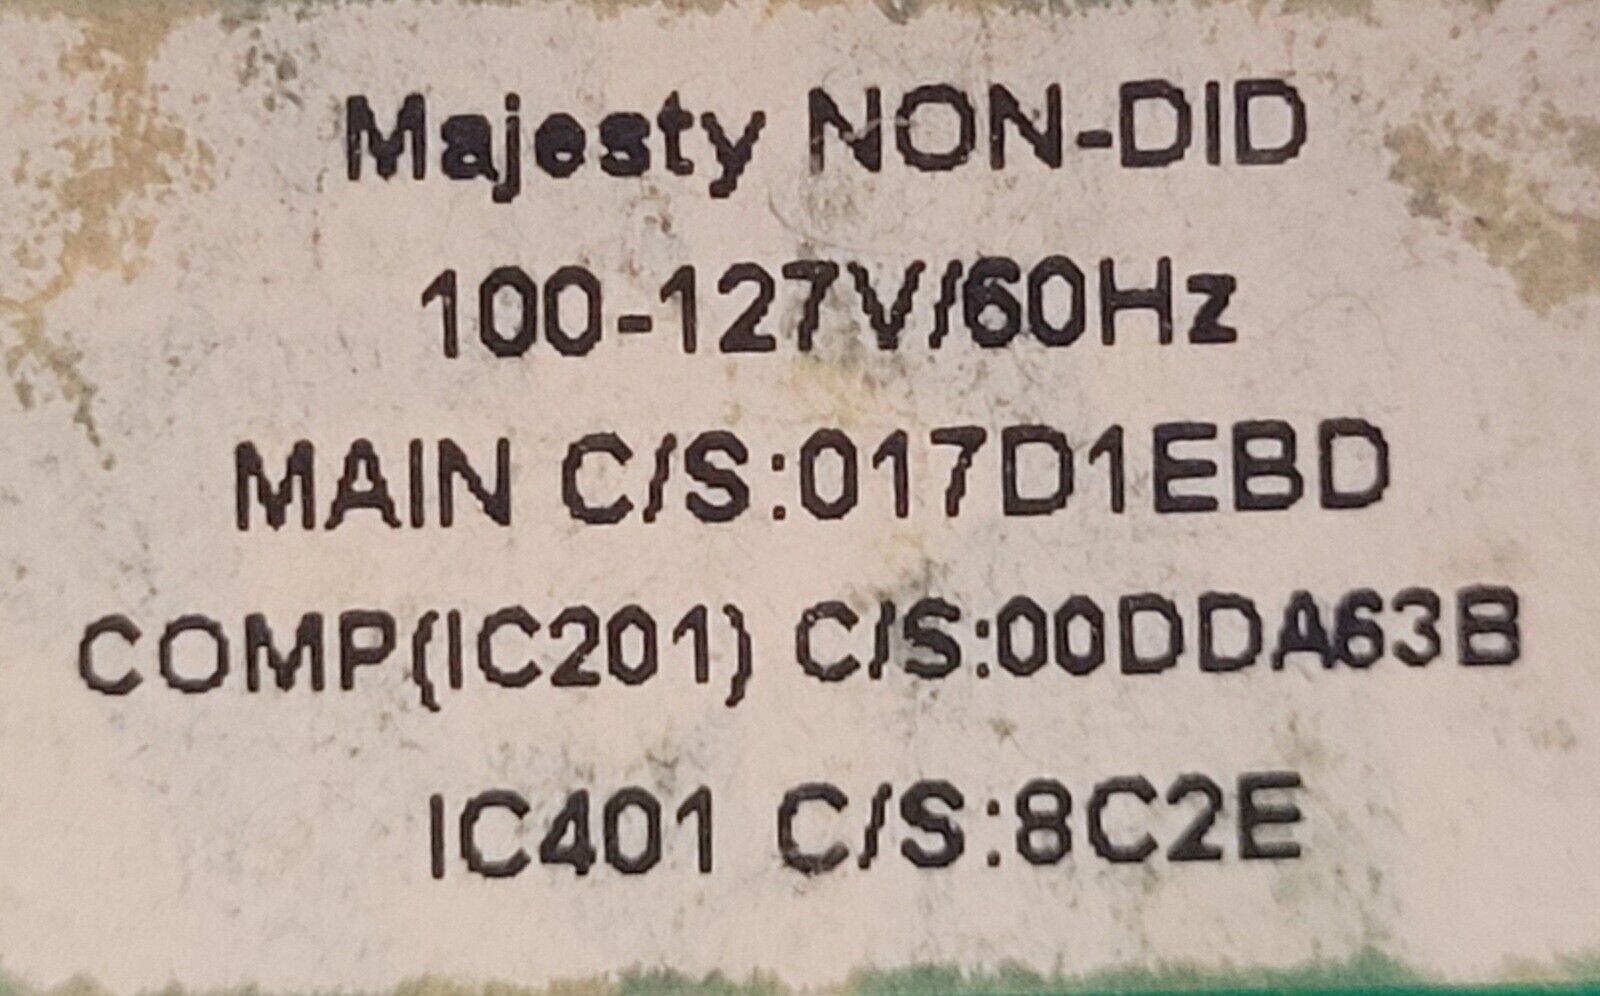 Majesty NON-DID
100-127V/60Hz
MAIN C/S:017D1EBD
COMP(IC201) C/S:00DDA63B
IC401 C/S:8C2E